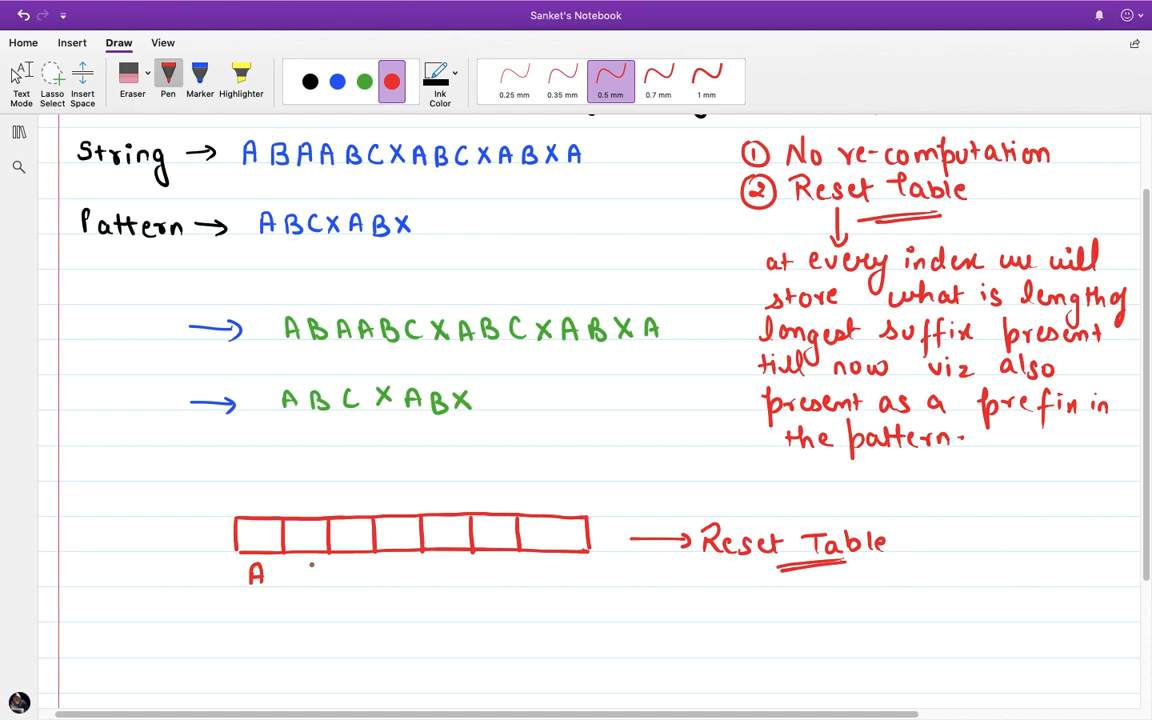 Sanket's Notebook
Home Insert Draw View
Text Mode
Lasso Select
Insert Space
Eraser
Pen
Marker
Highlighter
Ink Color
0.25 mm
0.35 mm
0.5 mm
0.7 mm
1 mm
String → A B A A B C X A B C X A B X A
Pattern → A B C X A B X
→ A B A A B C X A B C X A B X A
→ A B C X A B X
① No re-computation
② Reset Table
at every index we will
store what is length of
longest suffix present
till now viz also
present as a prefix in
the pattern.
→ Reset Table
A